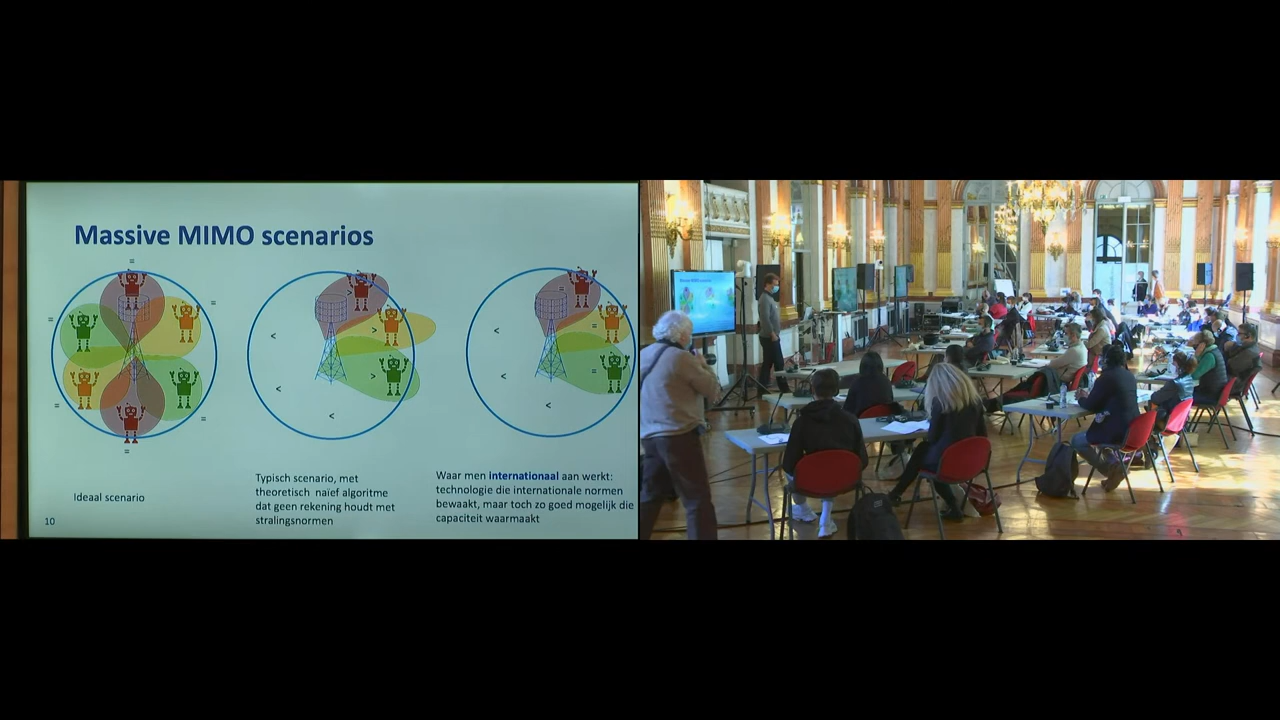 Massive MIMO scenarios
=
=
=
=
=
=
<
<
<
>
>
<
<
<
=
=
Ideaal scenario
Typisch scenario, met
theoretisch naïef algoritme
dat geen rekening houdt met
stralingsnormen
Waar men internationaal aan werkt:
technologie die internationale normen
bewaakt, maar toch zo goed mogelijk die
capaciteit waarmaakt
10